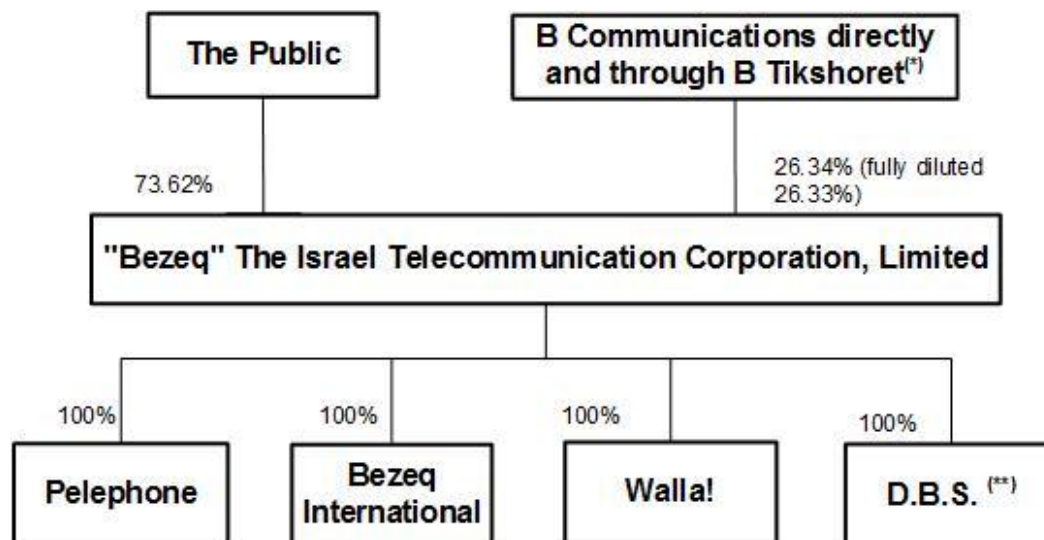 The Public
B Communications directly
and through B Tikshoret(*)
73.62%
26.34% (fully diluted
26.33%)
"Bezeq" The Israel Telecommunication Corporation, Limited
100%
100%
100%
100%
Pelephone
Bezeq
International
Walla!
D.B.S. (**)